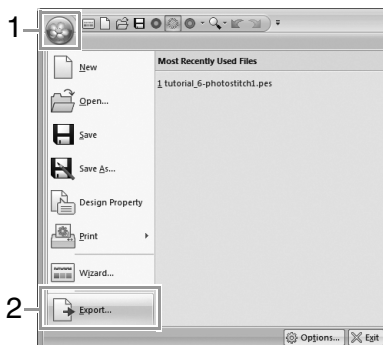 1
Most Recently Used Files
New
1 tutorial_6-photostitch1.pes
Open...
Save
Save As...
Design Property
Print
Wizard...
2
Export...
Options...
Exit